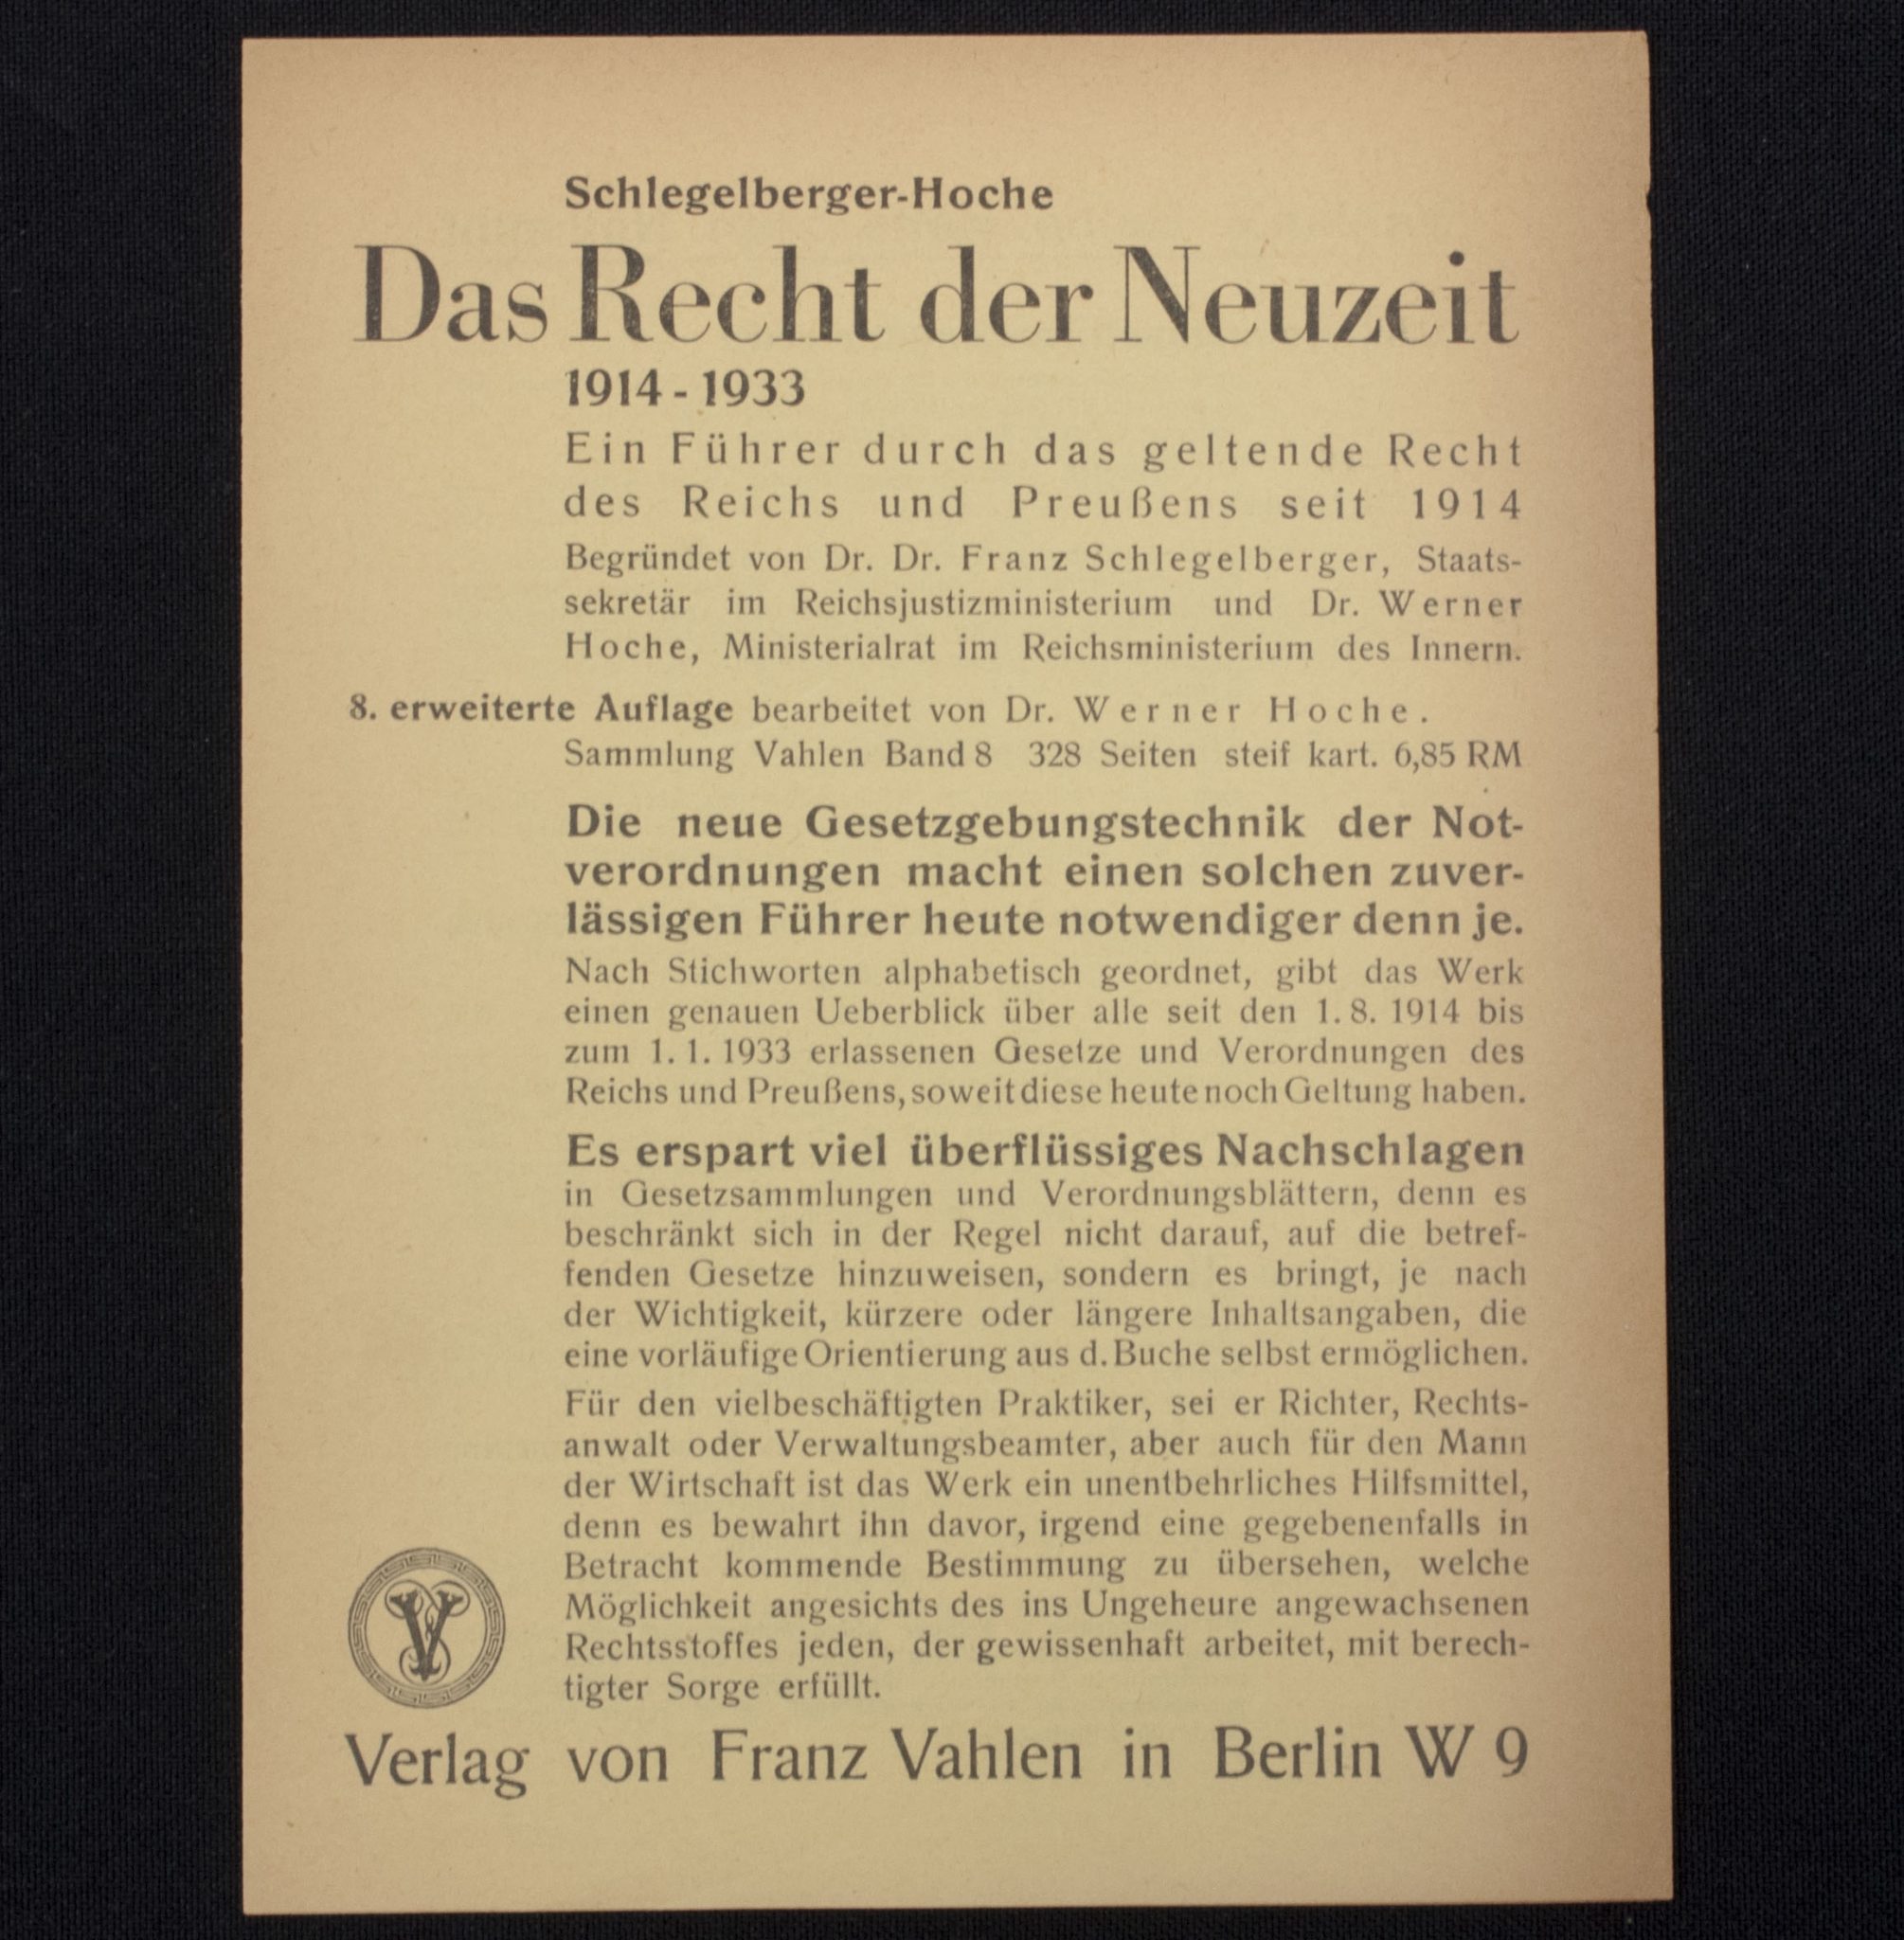 Schlegelberger-Hoche
Das Recht der Neuzeit
1914 - 1933
Ein Führer durch das geltende Recht
des Reichs und Preußens seit 1914
Begründet von Dr. Dr. Franz Schlegelberger, Staats-
sekretär im Reichsjustizministerium und Dr. Werner
Hoche, Ministerialrat im Reichsministerium des Innern.
8. erweiterte Auflage bearbeitet von Dr. Werner Hoche.
Sammlung Vahlen Band 8 328 Seiten steif kart. 6,85 RM
Die neue Gesetzgebungstechnik der Not-
verordnungen macht einen solchen zuver-
lässigen Führer heute notwendiger denn je.
Nach Stichworten alphabetisch geordnet, gibt das Werk
einen genauen Ueberblick über alle seit den 1. 8. 1914 bis
zum 1. 1. 1933 erlassenen Gesetze und Verordnungen des
Reichs und Preußens, soweit diese heute noch Geltung haben.
Es erspart viel überflüssiges Nachschlagen
in Gesetzsammlungen und Verordnungsblättern, denn es
beschränkt sich in der Regel nicht darauf, auf die betref-
fenden Gesetze hinzuweisen, sondern es bringt, je nach
der Wichtigkeit, kürzere oder längere Inhaltsangaben, die
eine vorläufige Orientierung aus d. Buche selbst ermöglichen.
Für den vielbeschäftigten Praktiker, sei er Richter, Rechts-
anwalt oder Verwaltungsbeamter, aber auch für den Mann
der Wirtschaft ist das Werk ein unentbehrliches Hilfsmittel,
denn es bewahrt ihn davor, irgend eine gegebenenfalls in
Betracht kommende Bestimmung zu übersehen, welche
Möglichkeit angesichts des ins Ungeheure angewachsenen
Rechtsstoffes jeden, der gewissenhaft arbeitet, mit berech-
tigter Sorge erfüllt.
Verlag von Franz Vahlen in Berlin W 9